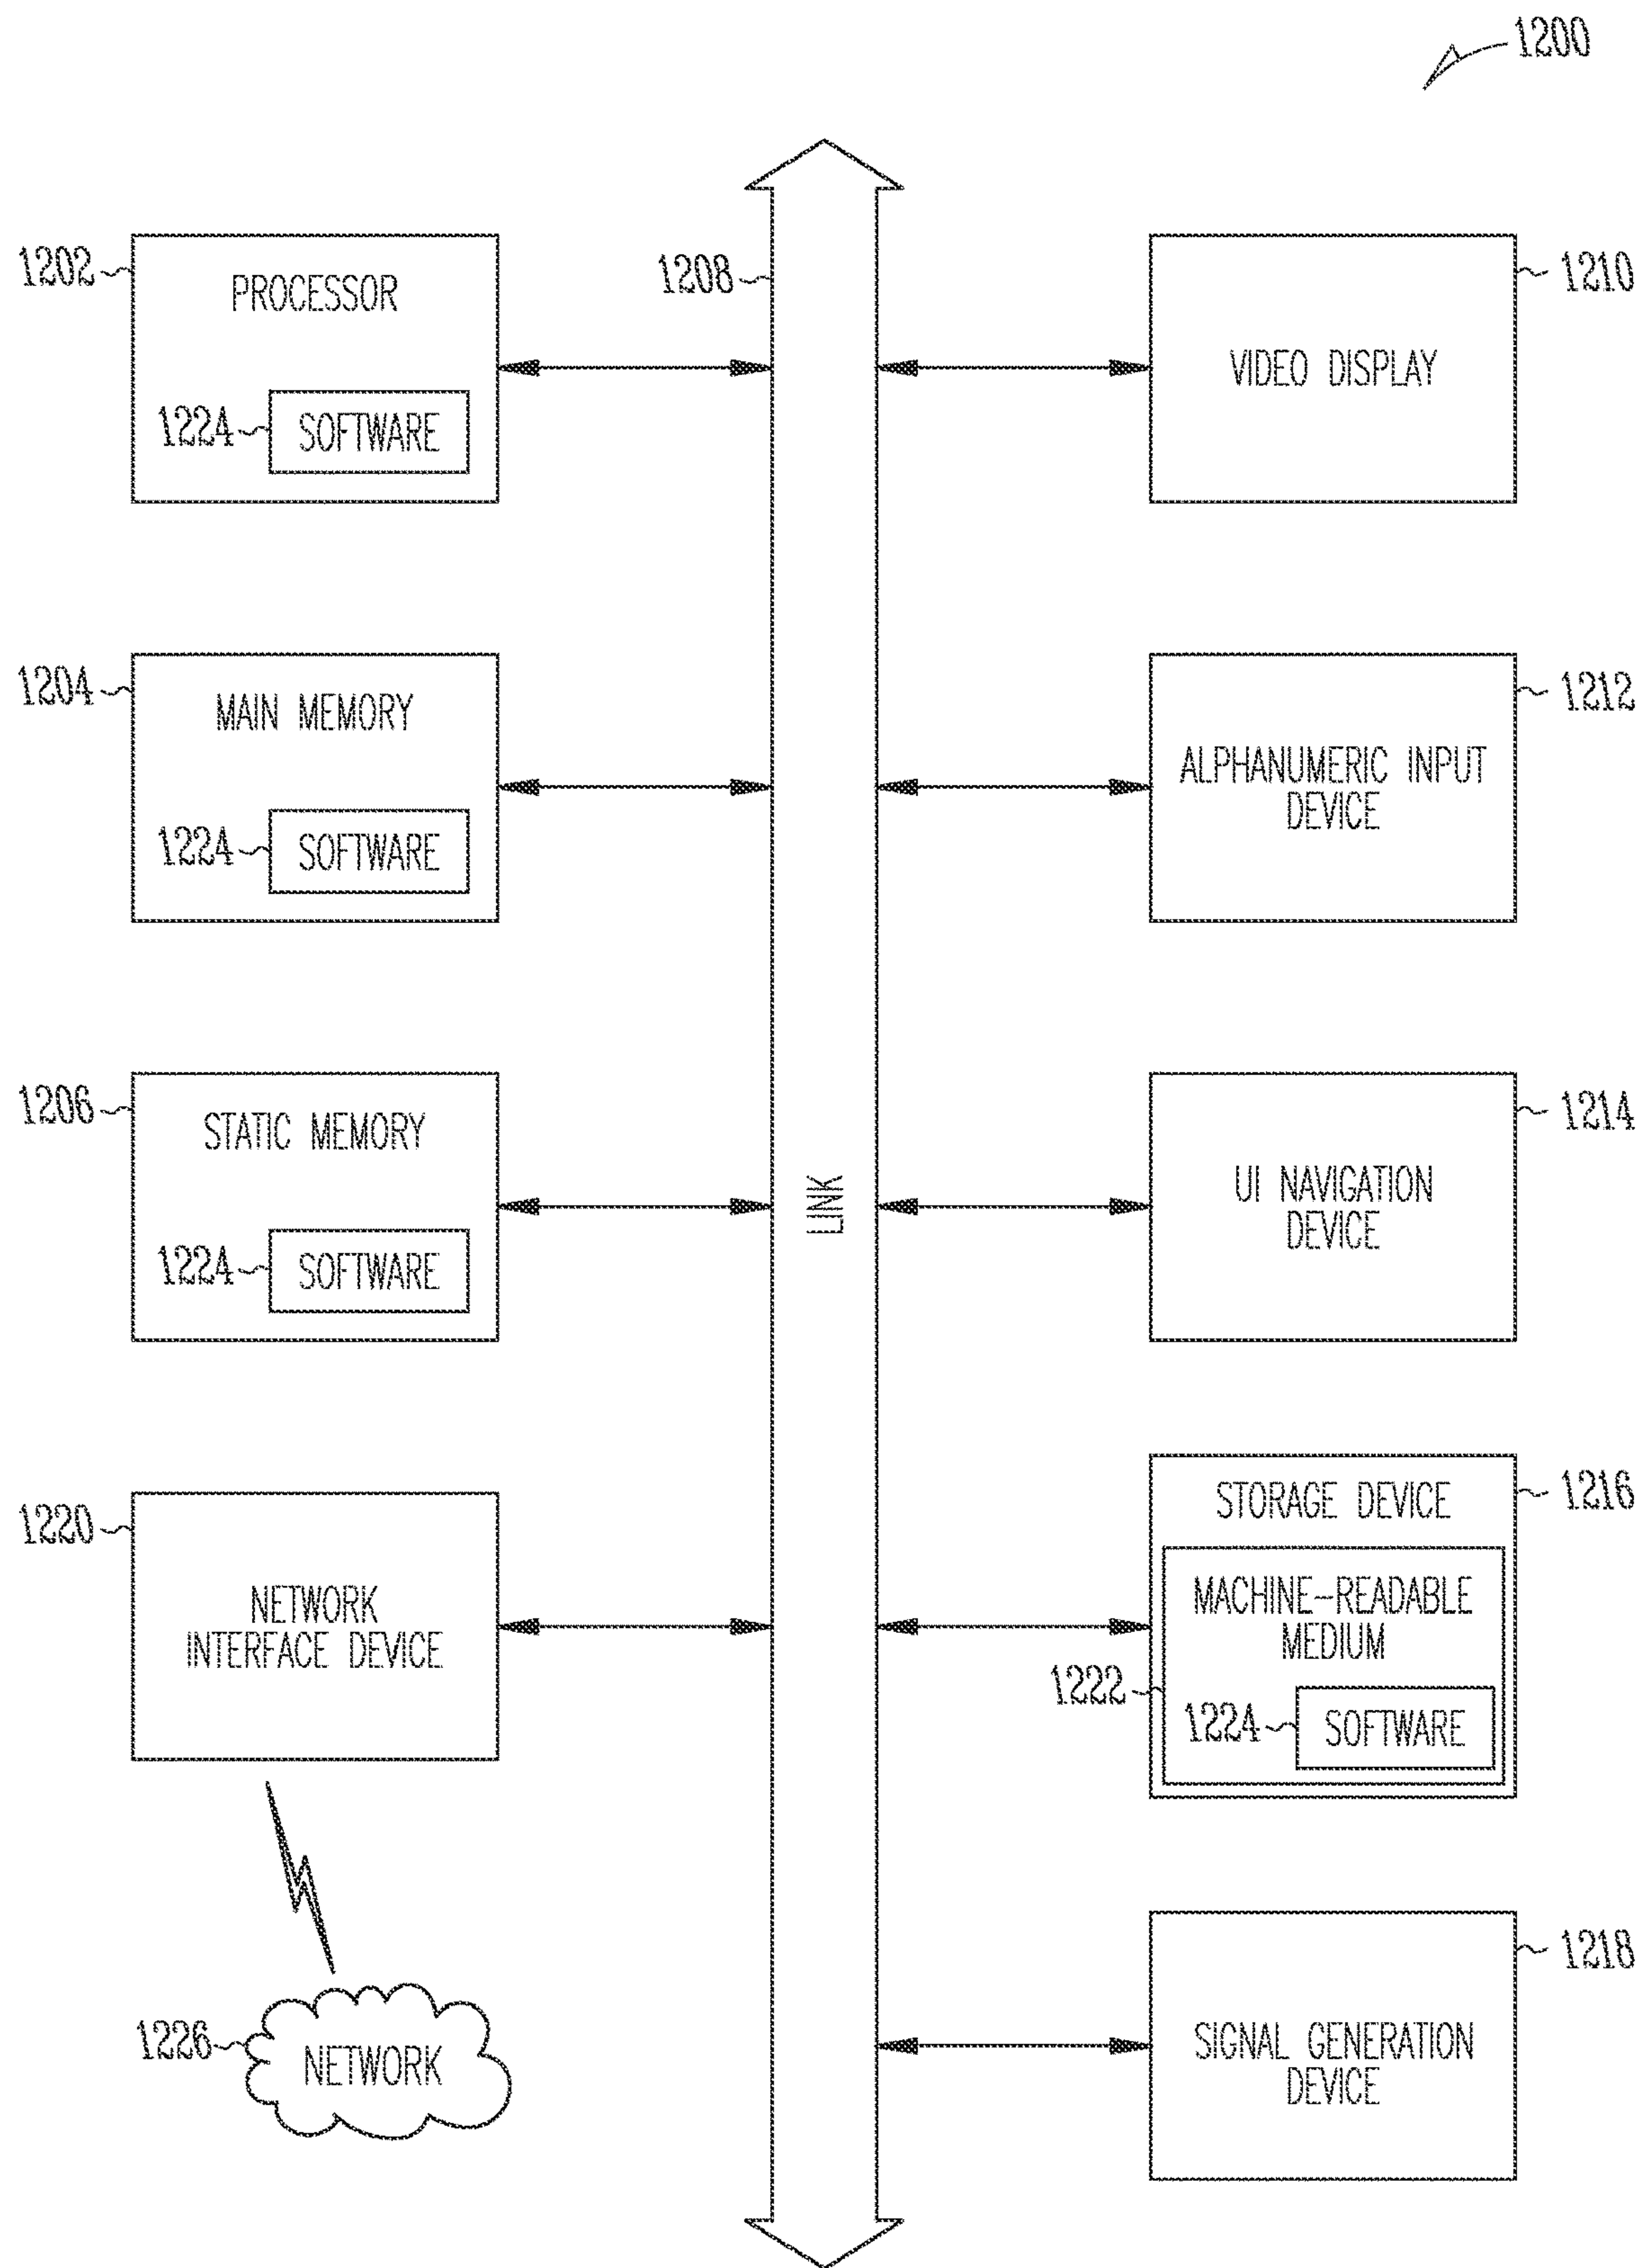 1200
1202
PROCESSOR
1224
SOFTWARE
1208
1210
VIDEO DISPLAY
1204
MAIN MEMORY
1224
SOFTWARE
1212
ALPHANUMERIC INPUT
DEVICE
1206
STATIC MEMORY
1224
SOFTWARE
LINK
1214
UI NAVIGATION
DEVICE
1220
NETWORK
INTERFACE DEVICE
1216
STORAGE DEVICE
MACHINE-READABLE
MEDIUM
1222
1224
SOFTWARE
1226
NETWORK
1218
SIGNAL GENERATION
DEVICE